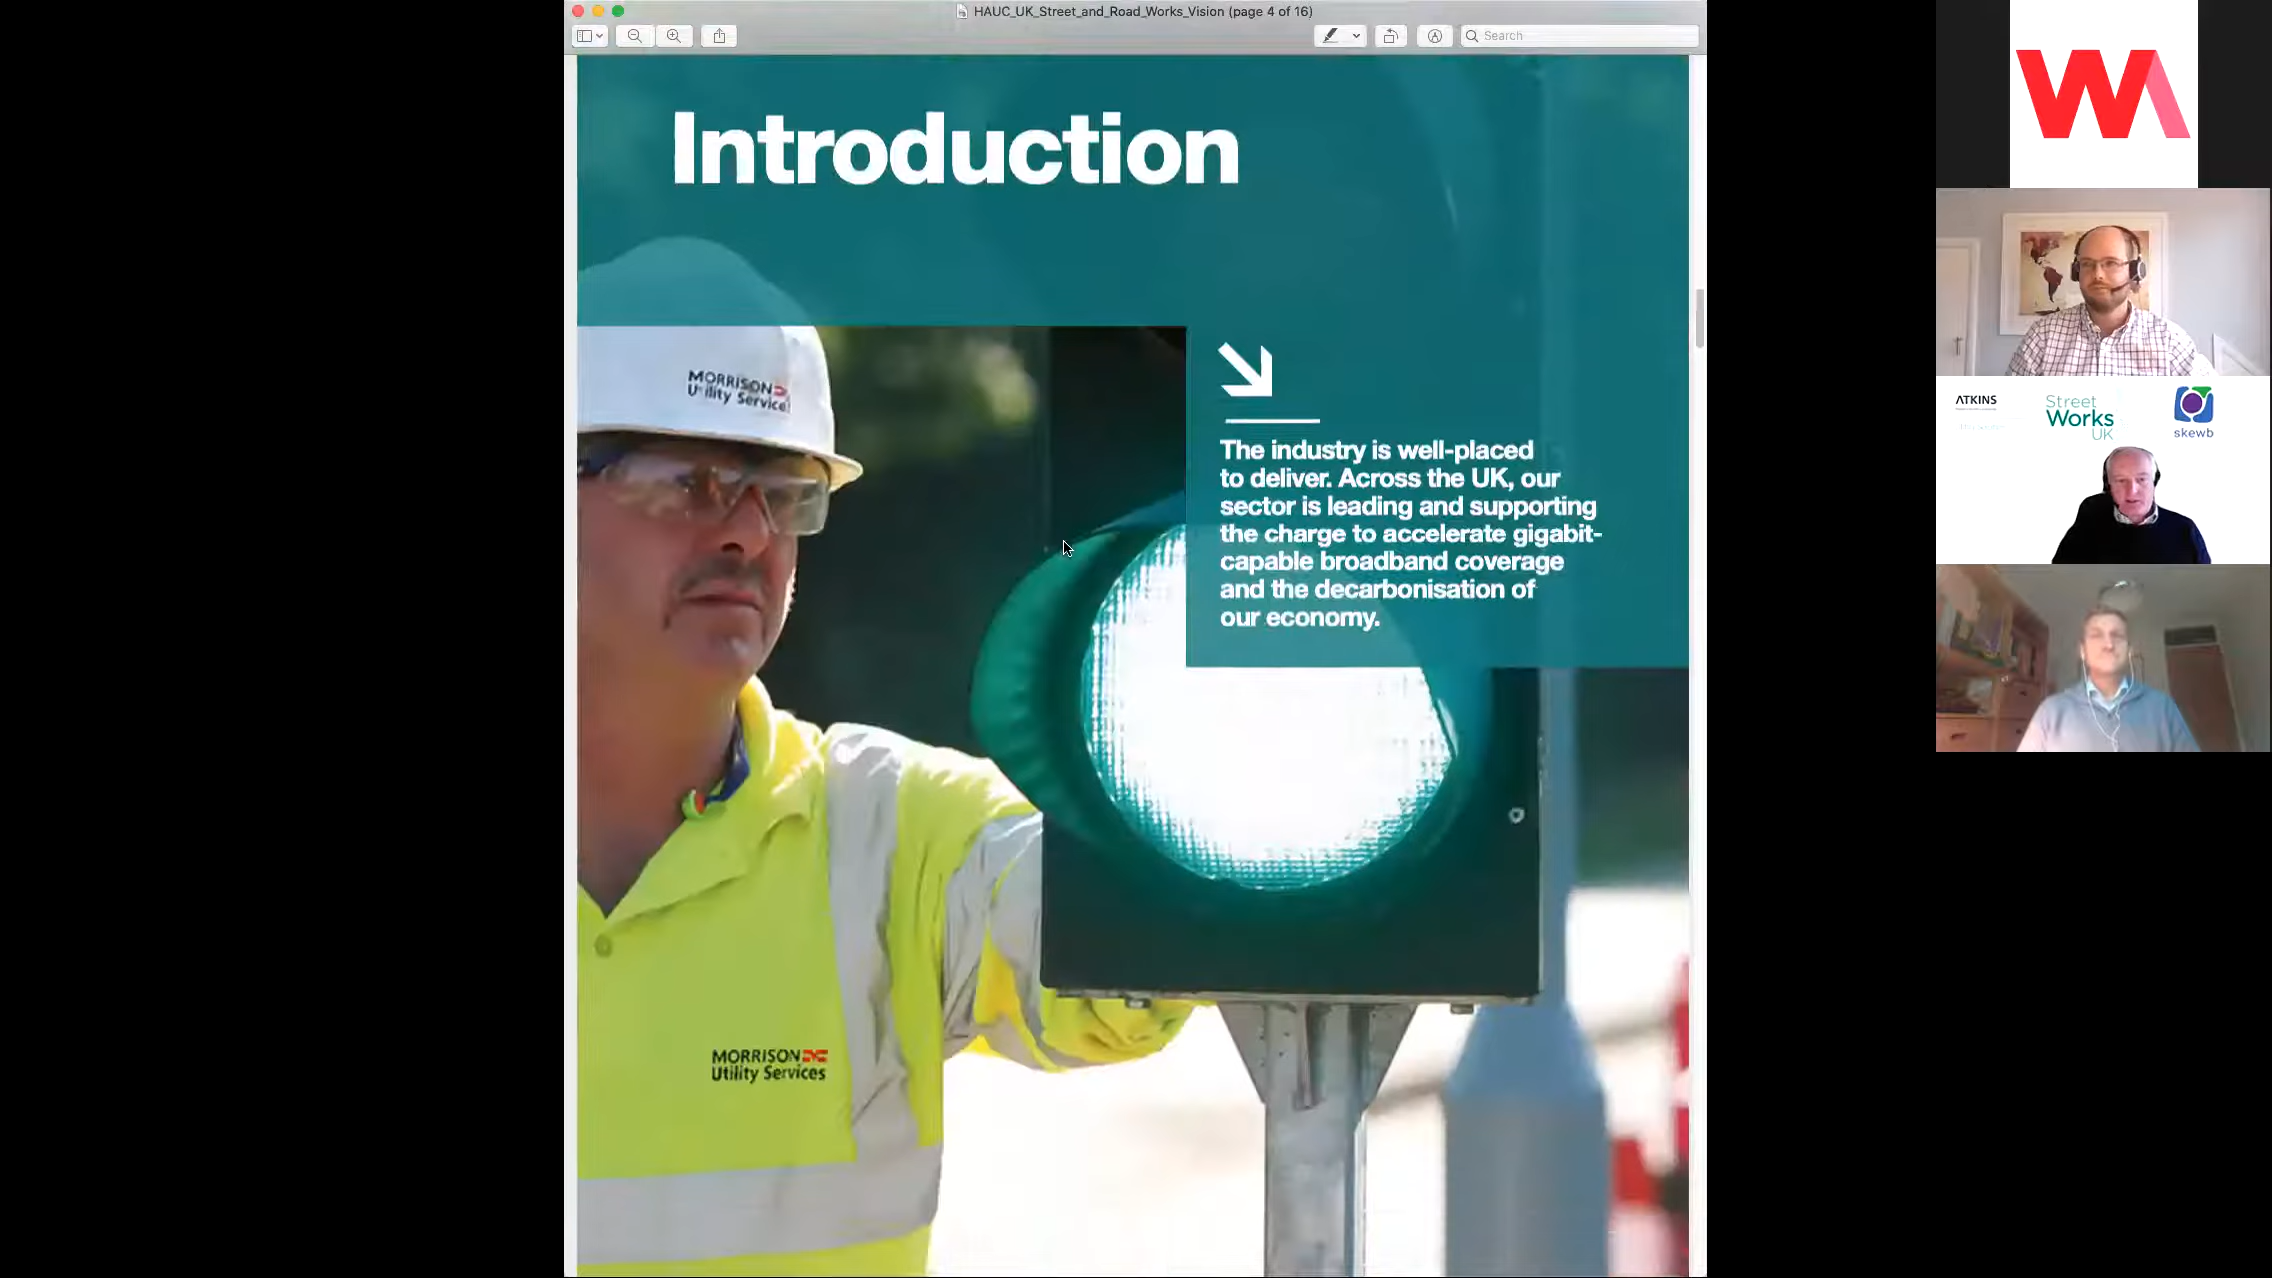 HAUC_UK_Street_and_Road_Works_Vision (page 4 of 16)
Search
Introduction
MORRISON
Utility Services
The industry is well-placed
to deliver. Across the UK, our
sector is leading and supporting
the charge to accelerate gigabit-
capable broadband coverage
and the decarbonisation of
our economy.
MORRISON
Utility Services
WA
ATKINS
Street
Works
UK
skewb